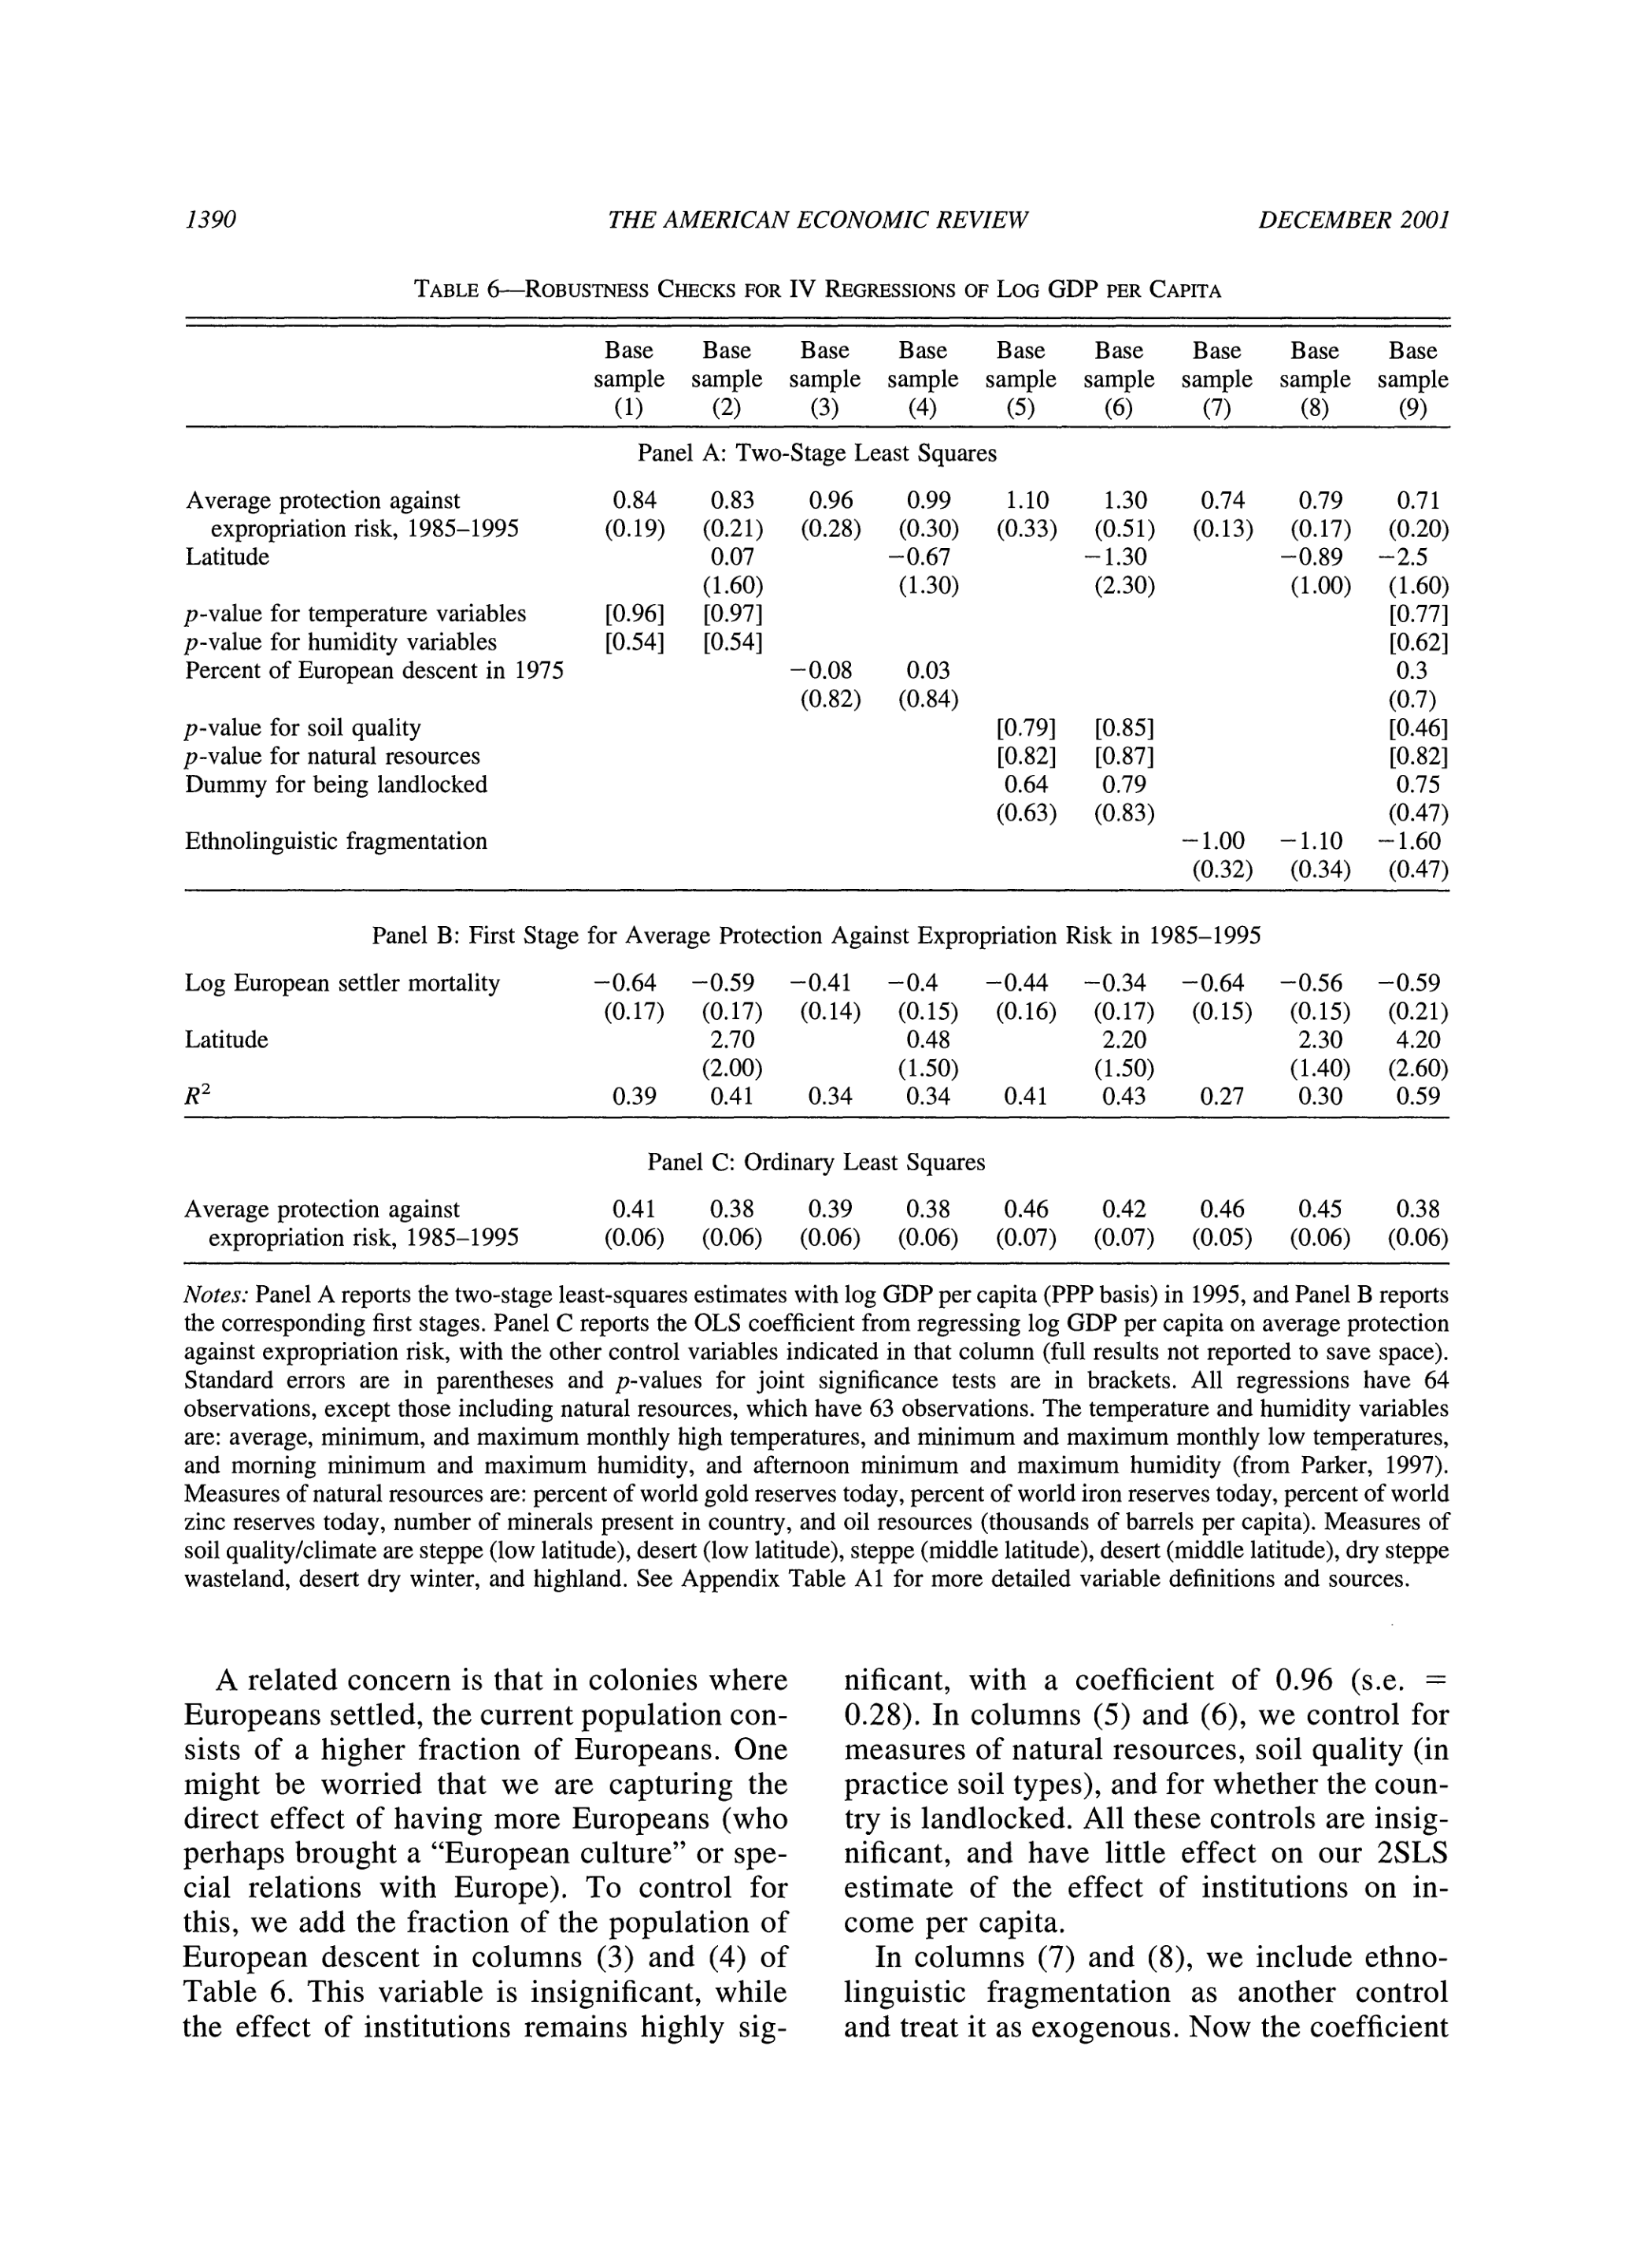 1390 THE AMERICAN ECONOMIC REVIEW DECEMBER 2001
TABLE 6—ROBUSTNESS CHECKS FOR IV REGRESSIONS OF LOG GDP PER CAPITA
Base Base Base Base Base Base Base Base Base
sample sample sample sample sample sample sample sample sample
(1) (2) (3) (4) (5) (6) (7) (8) (9)
Panel A: Two-Stage Least Squares
Average protection against 0.84 0.83 0.96 0.99 1.10 1.30 0.74 0.79 0.71
expropriation risk, 1985–1995 (0.19) (0.21) (0.28) (0.30) (0.33) (0.51) (0.13) (0.17) (0.20)
Latitude 0.07 −0.67 −1.30 −0.89 −2.5
(1.60) (1.30) (2.30) (1.00) (1.60)
p-value for temperature variables [0.96] [0.97] [0.77]
p-value for humidity variables [0.54] [0.54] [0.62]
Percent of European descent in 1975 −0.08 0.03 0.3
(0.82) (0.84) (0.7)
p-value for soil quality [0.79] [0.85] [0.46]
p-value for natural resources [0.82] [0.87] [0.82]
Dummy for being landlocked 0.64 0.79 0.75
(0.63) (0.83) (0.47)
Ethnolinguistic fragmentation −1.00 −1.10 −1.60
(0.32) (0.34) (0.47)
Panel B: First Stage for Average Protection Against Expropriation Risk in 1985–1995
Log European settler mortality −0.64 −0.59 −0.41 −0.4 −0.44 −0.34 −0.64 −0.56 −0.59
(0.17) (0.17) (0.14) (0.15) (0.16) (0.17) (0.15) (0.15) (0.21)
Latitude 2.70 0.48 2.20 2.30 4.20
(2.00) (1.50) (1.50) (1.40) (2.60)
R² 0.39 0.41 0.34 0.34 0.41 0.43 0.27 0.30 0.59
Panel C: Ordinary Least Squares
Average protection against 0.41 0.38 0.39 0.38 0.46 0.42 0.46 0.45 0.38
expropriation risk, 1985–1995 (0.06) (0.06) (0.06) (0.06) (0.07) (0.07) (0.05) (0.06) (0.06)
Notes: Panel A reports the two-stage least-squares estimates with log GDP per capita (PPP basis) in 1995, and Panel B reports
the corresponding first stages. Panel C reports the OLS coefficient from regressing log GDP per capita on average protection
against expropriation risk, with the other control variables indicated in that column (full results not reported to save space).
Standard errors are in parentheses and p-values for joint significance tests are in brackets. All regressions have 64
observations, except those including natural resources, which have 63 observations. The temperature and humidity variables
are: average, minimum, and maximum monthly high temperatures, and minimum and maximum monthly low temperatures,
and morning minimum and maximum humidity, and afternoon minimum and maximum humidity (from Parker, 1997).
Measures of natural resources are: percent of world gold reserves today, percent of world iron reserves today, percent of world
zinc reserves today, number of minerals present in country, and oil resources (thousands of barrels per capita). Measures of
soil quality/climate are steppe (low latitude), desert (low latitude), steppe (middle latitude), desert (middle latitude), dry steppe
wasteland, desert dry winter, and highland. See Appendix Table A1 for more detailed variable definitions and sources.
A related concern is that in colonies where
Europeans settled, the current population con-
sists of a higher fraction of Europeans. One
might be worried that we are capturing the
direct effect of having more Europeans (who
perhaps brought a “European culture” or spe-
cial relations with Europe). To control for
this, we add the fraction of the population of
European descent in columns (3) and (4) of
Table 6. This variable is insignificant, while
the effect of institutions remains highly sig-
nificant, with a coefficient of 0.96 (s.e. =
0.28). In columns (5) and (6), we control for
measures of natural resources, soil quality (in
practice soil types), and for whether the coun-
try is landlocked. All these controls are insig-
nificant, and have little effect on our 2SLS
estimate of the effect of institutions on in-
come per capita.
In columns (7) and (8), we include ethno-
linguistic fragmentation as another control
and treat it as exogenous. Now the coefficient